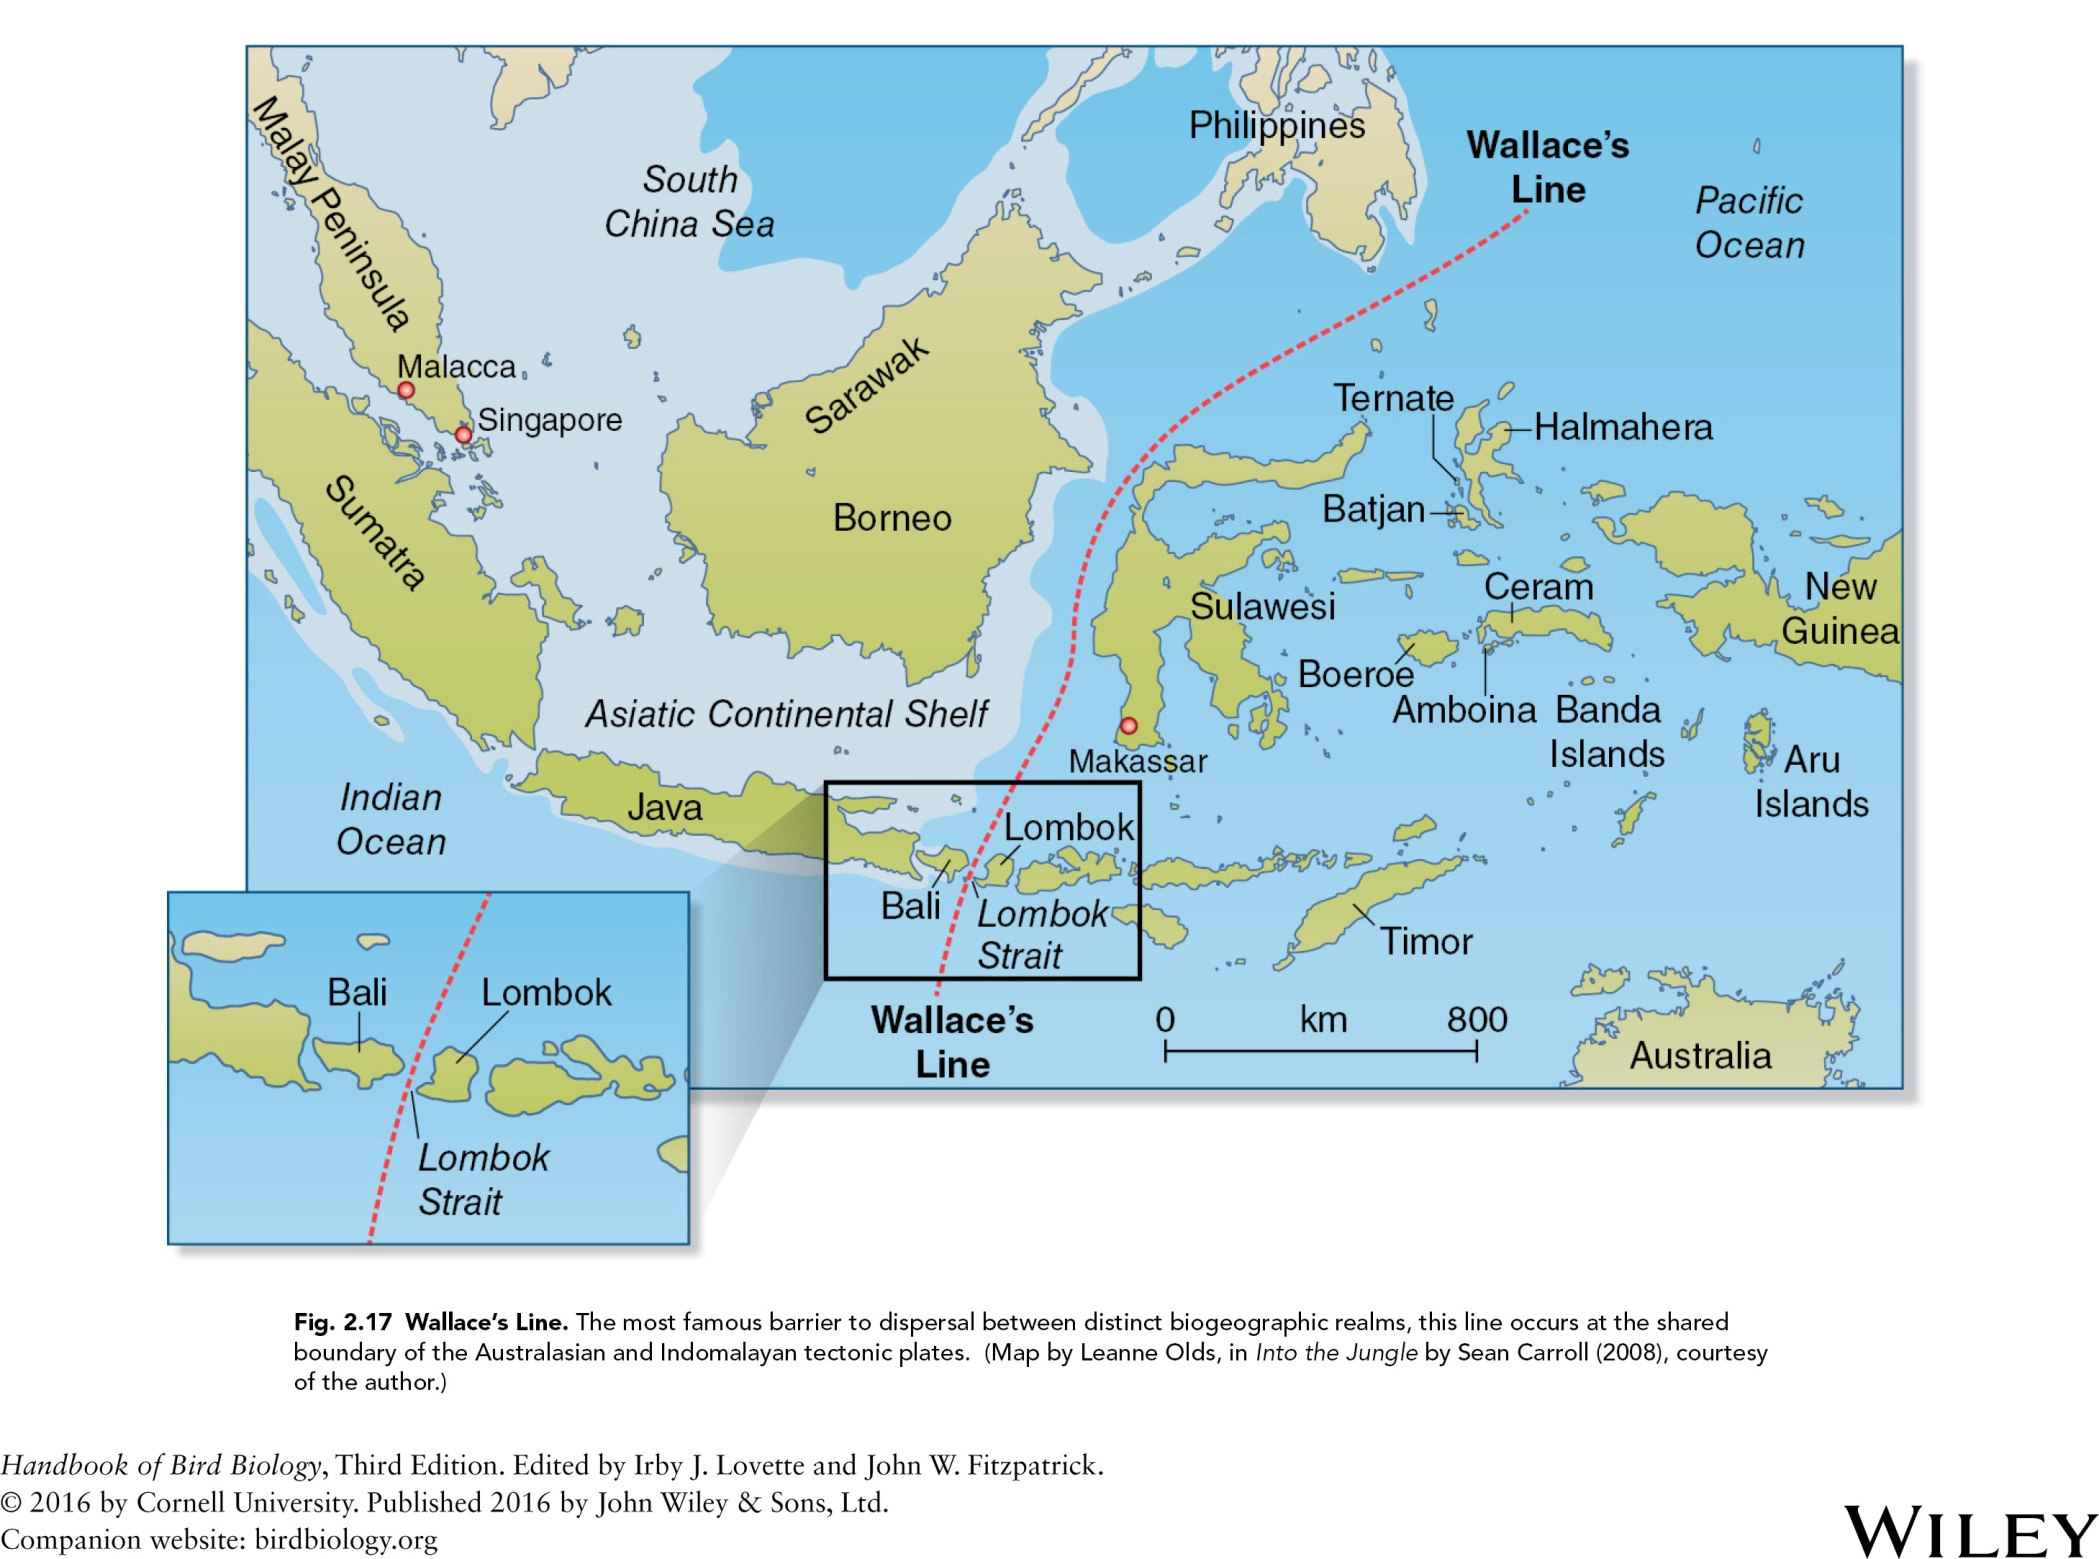 Malay Peninsula
South
China Sea
Philippines
Wallace's
Line
Pacific
Ocean
Malacca
Singapore
Sumatra
Sarawak
Borneo
Ternate
Halmahera
Batjan
Sulawesi
Ceram
New
Guinea
Boeroe
Amboina
Banda
Islands
Aru
Islands
Asiatic Continental Shelf
Makassar
Indian
Ocean
Java
Lombok
Bali
Lombok
Strait
Timor
Wallace's
Line
0 km 800
Australia
Bali
Lombok
Lombok
Strait
Fig. 2.17 Wallace's Line. The most famous barrier to dispersal between distinct biogeographic realms, this line occurs at the shared
boundary of the Australasian and Indomalayan tectonic plates. (Map by Leanne Olds, in Into the Jungle by Sean Carroll (2008), courtesy
of the author.)
Handbook of Bird Biology, Third Edition. Edited by Irby J. Lovette and John W. Fitzpatrick.
© 2016 by Cornell University. Published 2016 by John Wiley & Sons, Ltd.
Companion website: birdbiology.org
WILEY